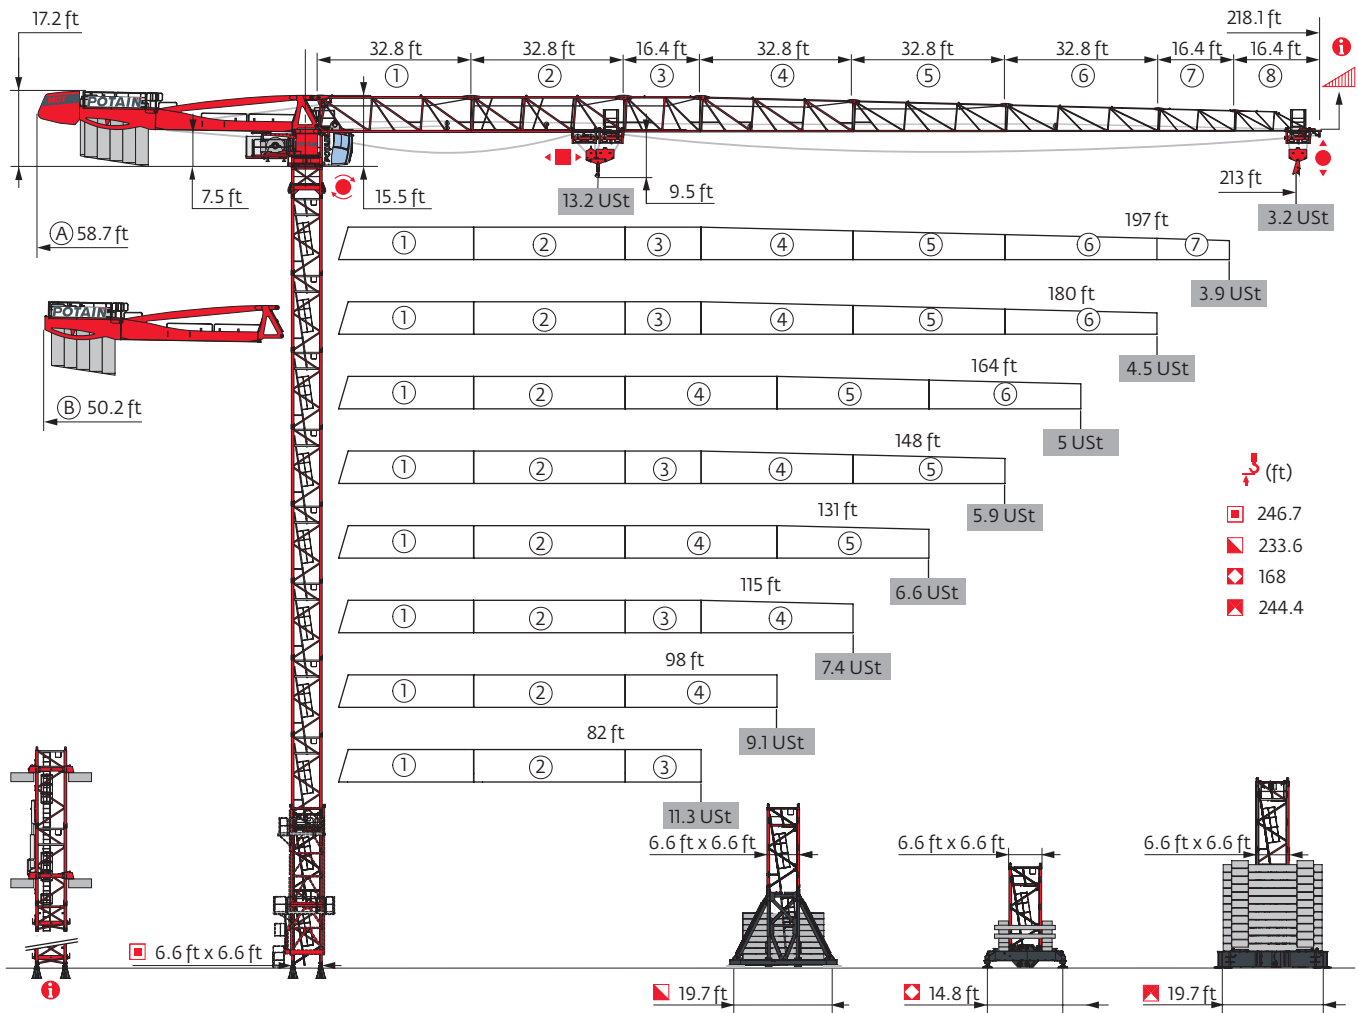 17.2 ft
218.1 ft
32.8 ft 32.8 ft 16.4 ft 32.8 ft 32.8 ft 32.8 ft 16.4 ft 16.4 ft
1 2 3 4 5 6 7 8
i
POTAIN
7.5 ft
15.5 ft
13.2 USt
9.5 ft
213 ft
3.2 USt
A 58.7 ft
197 ft
1 2 3 4 5 6 7
3.9 USt
POTAIN
180 ft
1 2 3 4 5 6
4.5 USt
B 50.2 ft
164 ft
1 2 4 5 6
5 USt
148 ft
1 2 3 4 5
5.9 USt
(ft)
246.7
233.6
168
244.4
131 ft
1 2 4 5
6.6 USt
115 ft
1 2 3 4
7.4 USt
98 ft
1 2 4
9.1 USt
82 ft
1 2 3
11.3 USt
6.6 ft x 6.6 ft
6.6 ft x 6.6 ft
6.6 ft x 6.6 ft
6.6 ft x 6.6 ft
i
19.7 ft
14.8 ft
19.7 ft